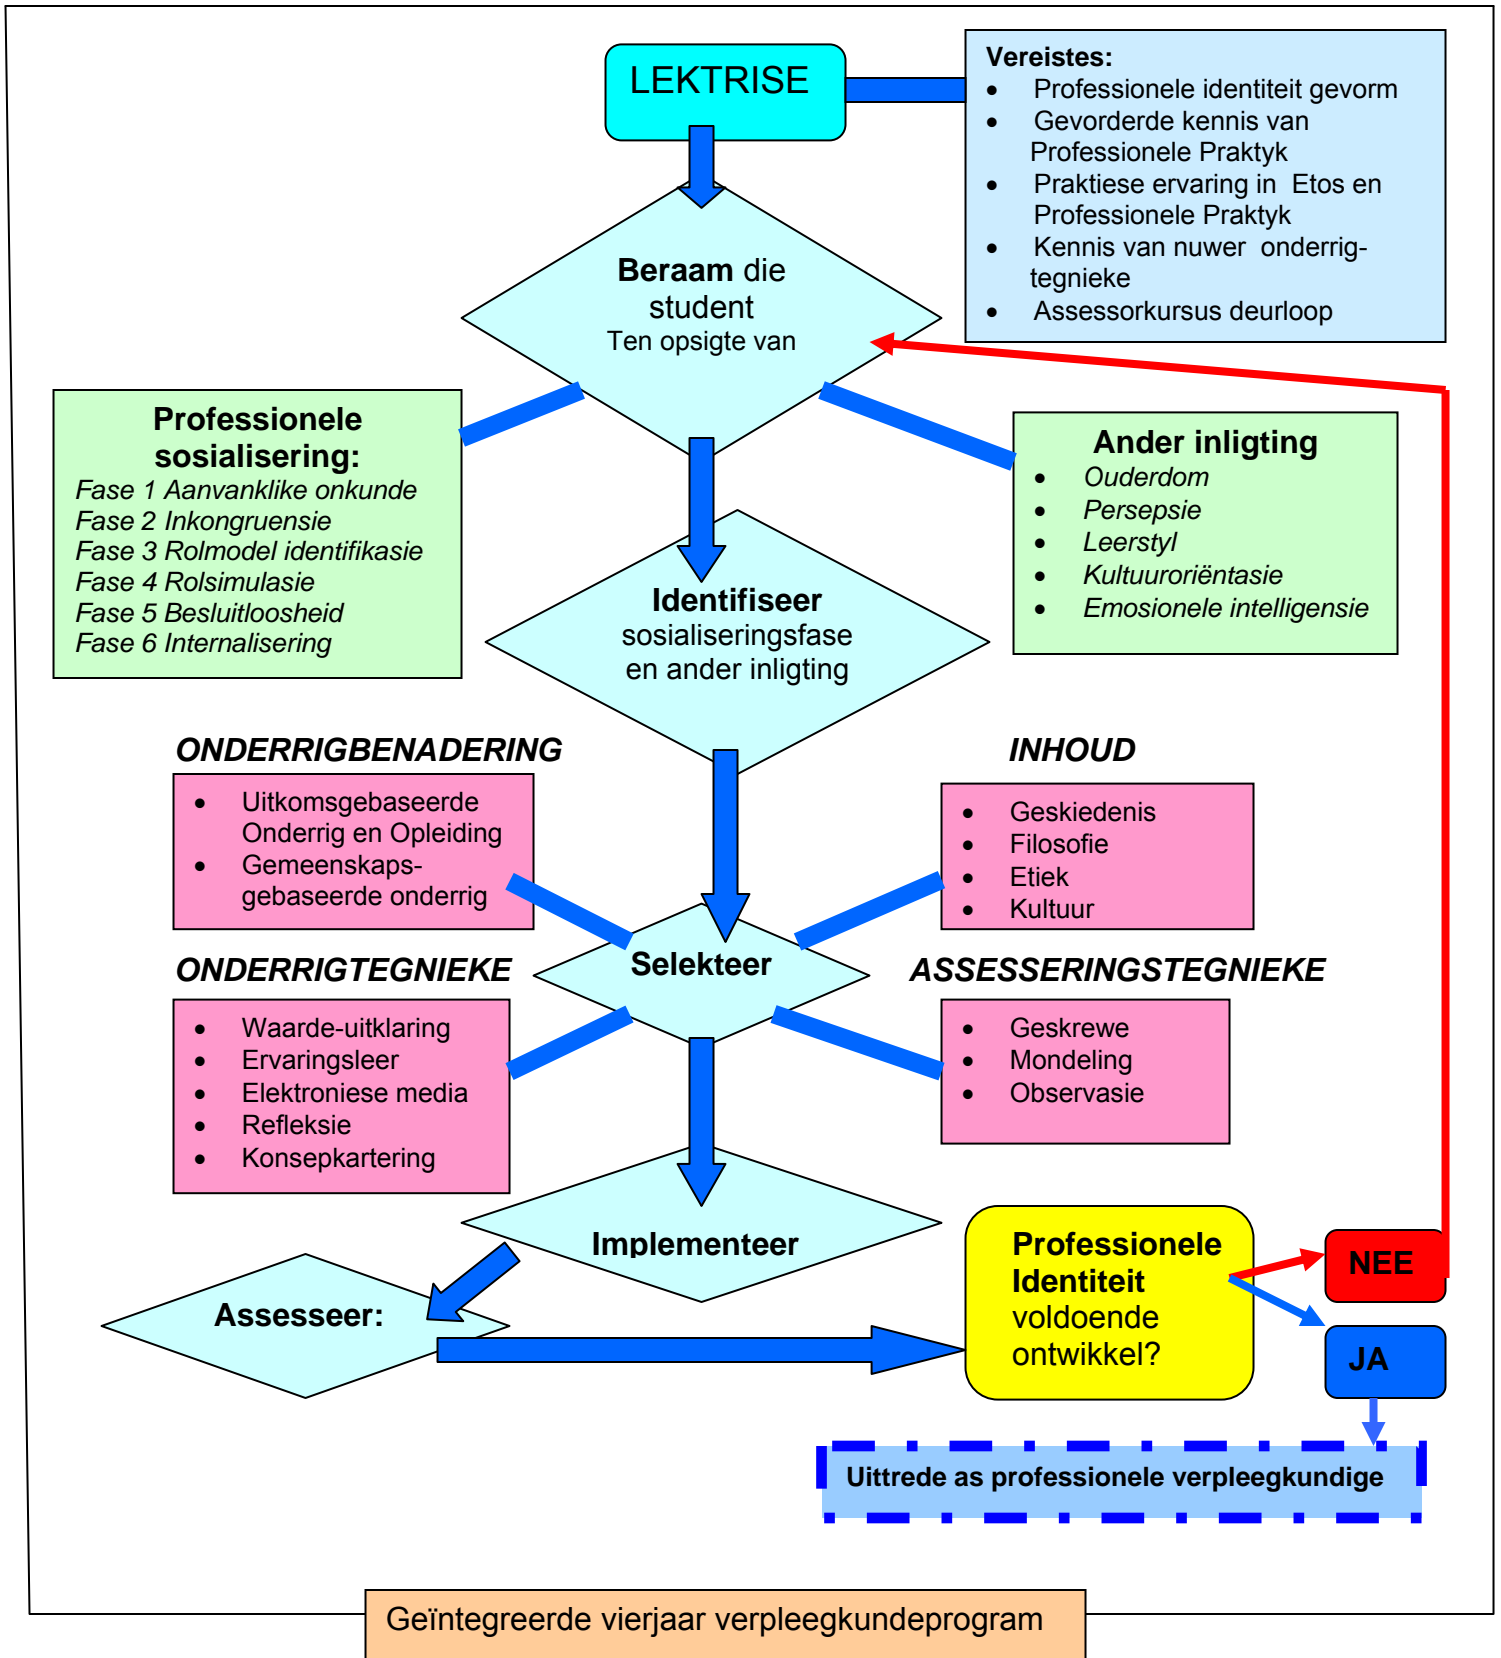 LEKTRISE
Vereistes:
• Professionele identiteit gevorm
• Gevorderde kennis van
Professionele Praktyk
• Praktiese ervaring in Etos en
Professionele Praktyk
• Kennis van nuwer onderrig-
tegnieke
• Assessorkursus deurloop
Beraam die
student
Ten opsigte van
Professionele
sosialisering:
Fase 1 Aanvanklike onkunde
Fase 2 Inkongruensie
Fase 3 Rolmodel identifikasie
Fase 4 Rolsimulasie
Fase 5 Besluitloosheid
Fase 6 Internalisering
Ander inligting
• Ouderdom
• Persepsie
• Leerstyl
• Kultuuroriëntasie
• Emosionele intelligensie
Identifiseer
sosialiseringsfase
en ander inligting
ONDERRIGBENADERING
• Uitkomsgebaseerde
Onderrig en Opleiding
• Gemeenskaps-
gebaseerde onderrig
INHOUD
• Geskiedenis
• Filosofie
• Etiek
• Kultuur
Selekteer
ONDERRIGTEGNIEKE
• Waarde-uitklaring
• Ervaringsleer
• Elektroniese media
• Refleksie
• Konsepkartering
ASSESSERINGSTEGNIEKE
• Geskrewe
• Mondeling
• Observasie
Implementeer
Assesseer:
Professionele
Identiteit
voldoende
ontwikkel?
NEE
JA
Uittrede as professionele verpleegkundige
Geïntegreerde vierjaar verpleegkundeprogram